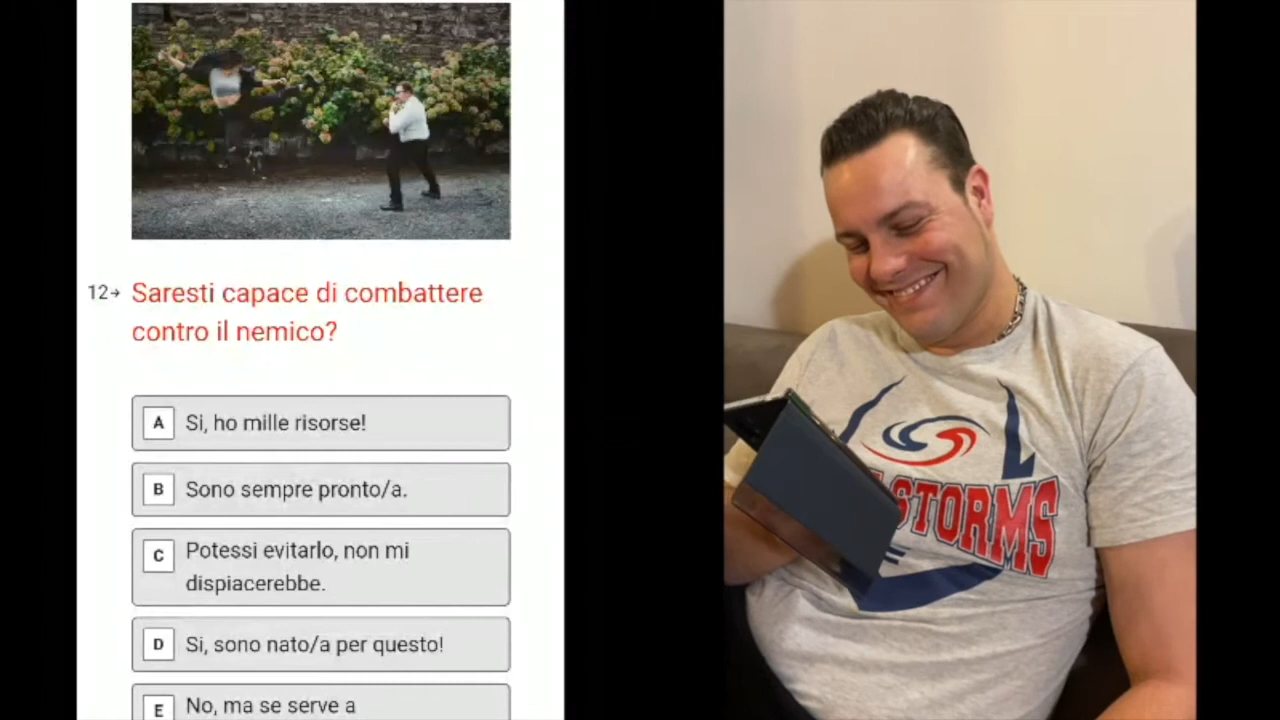 12→ Saresti capace di combattere
contro il nemico?
A Si, ho mille risorse!
B Sono sempre pronto/a.
C Potessi evitarlo, non mi
dispiacerebbe.
D Si, sono nato/a per questo!
E No, ma se serve a
STORMS